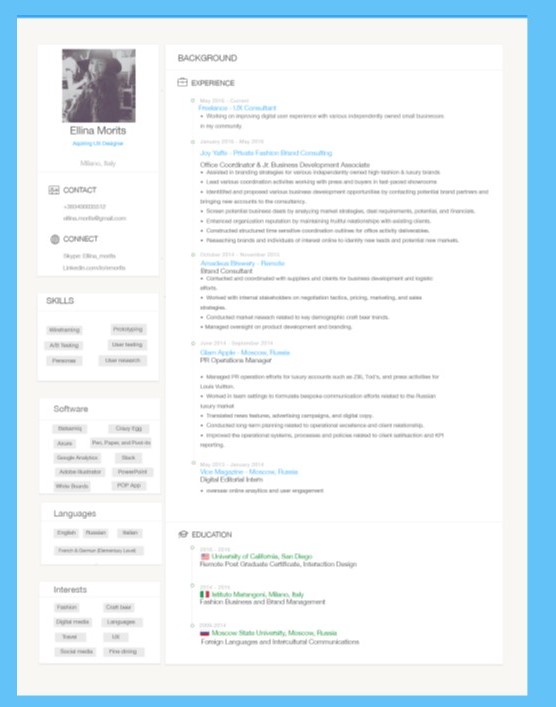 Ellina Morits
Aspiring UX Designer
Milano, Italy
CONTACT
ellina.morits@gmail.com
CONNECT
Skype: Ellina_morits
SKILLS
Wireframing Prototyping
A/B Testing User testing
Personas User research
Software
Balsamiq Crazy Egg
Axure Pen, Paper, and Post-its
Google Analytics Slack
Adobe Illustrator PowerPoint
White Boards POP App
Languages
English Russian Italian
French & German (Elementary Level)
Interests
Fashion Craft beer
Digital media Languages
Travel UX
Social media Fine dining
BACKGROUND
EXPERIENCE
May 2015 - Current
Freelance - UX Consultant
• Working on improving digital user experience with various independently owned small businesses
in my community.
January 2015 - May 2015
Joy Yaffe - Private Fashion Brand Consulting
Office Coordinator & Jr. Business Development Associate
• Assisted in branding strategies for various independently owned high-fashion & luxury brands
• Lead various coordination activities working with press and buyers in fast-paced showrooms
• Identified and proposed various business development opportunities by contacting potential brand partners and
bringing new accounts to the consultancy.
• Screen potential business deals by analyzing market strategies, deal requirements, potential, and financials.
• Enhanced organization reputation by maintaining fruitful relationships with existing clients.
• Constructed structured time sensitive coordination outlines for office activity deliverables.
• Researching brands and individuals of interest online to identify new leads and potential new markets.
October 2014 - November 2015
Amadeus Brewery - Remote
Brand Consultant
• Contacted and coordinated with suppliers and clients for business development and logistic
efforts.
• Worked with internal stakeholders on negotiation tactics, pricing, marketing, and sales
strategies.
• Conducted market research related to key demographic craft beer trends.
• Managed oversight on product development and branding.
June 2014 - September 2014
Glam Apple - Moscow, Russia
PR Operations Manager
• Managed PR operation efforts for luxury accounts such as Zilli, Tod's, and press activities for
Louis Vuitton.
• Worked in team settings to formulate bespoke communication efforts related to the Russian
luxury market
• Translated news features, advertising campaigns, and digital copy.
• Conducted long-term planning related to operational excellence and client relationship.
• Improved the operational systems, processes and policies related to client satisfaction and KPI
reporting.
May 2013 - January 2014
Vice Magazine - Moscow, Russia
Digital Editorial Intern
• oversee online analytics and user engagement
EDUCATION
University of California, San Diego
Remote Post Graduate Certificate, Interaction Design
Istituto Marangoni, Milano, Italy
Fashion Business and Brand Management
2009-2014
Moscow State University, Moscow, Russia
Foreign Languages and Intercultural Communications